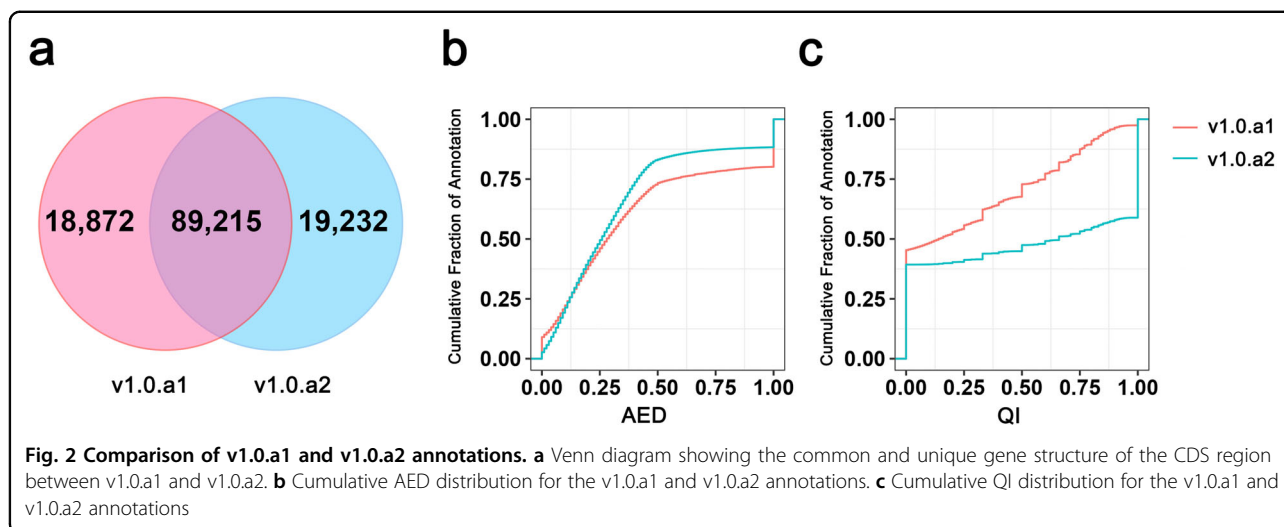 a
18,872
89,215
19,232
v1.0.a1
v1.0.a2
b
Cumulative Fraction of Annotation
1.00
0.75
0.50
0.25
0.00
0.00 0.25 0.50 0.75 1.00
AED
c
Cumulative Fraction of Annotation
1.00
0.75
0.50
0.25
0.00
0.00 0.25 0.50 0.75 1.00
QI
v1.0.a1
v1.0.a2
Fig. 2 Comparison of v1.0.a1 and v1.0.a2 annotations. a Venn diagram showing the common and unique gene structure of the CDS region
between v1.0.a1 and v1.0.a2. b Cumulative AED distribution for the v1.0.a1 and v1.0.a2 annotations. c Cumulative QI distribution for the v1.0.a1 and
v1.0.a2 annotations